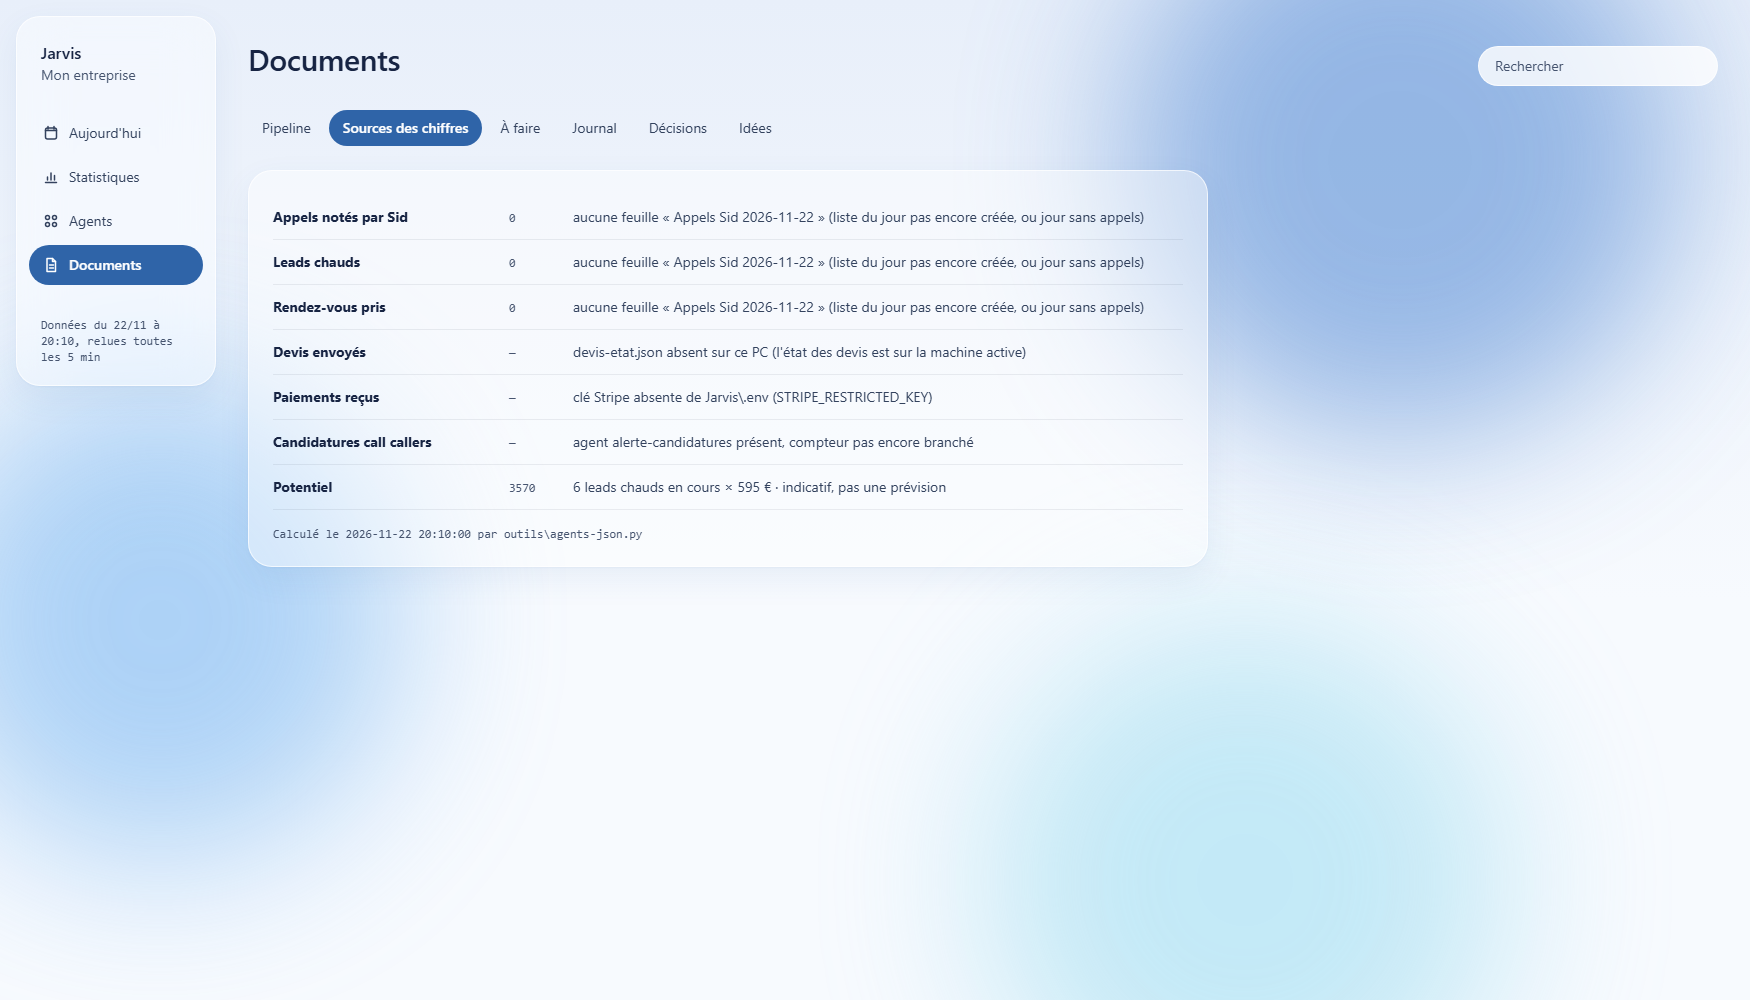 Jarvis
Mon entreprise
Aujourd'hui
Statistiques
Agents
Documents
Données du 22/11 à
20:10, relues toutes
les 5 min
Documents
Rechercher
Pipeline Sources des chiffres À faire Journal Décisions Idées
Appels notés par Sid 0 aucune feuille « Appels Sid 2026-11-22 » (liste du jour pas encore créée, ou jour sans appels)
Leads chauds 0 aucune feuille « Appels Sid 2026-11-22 » (liste du jour pas encore créée, ou jour sans appels)
Rendez-vous pris 0 aucune feuille « Appels Sid 2026-11-22 » (liste du jour pas encore créée, ou jour sans appels)
Devis envoyés – devis-etat.json absent sur ce PC (l'état des devis est sur la machine active)
Paiements reçus – clé Stripe absente de Jarvis\.env (STRIPE_RESTRICTED_KEY)
Candidatures call callers – agent alerte-candidatures présent, compteur pas encore branché
Potentiel 3570 6 leads chauds en cours × 595 € · indicatif, pas une prévision
Calculé le 2026-11-22 20:10:00 par outils\agents-json.py